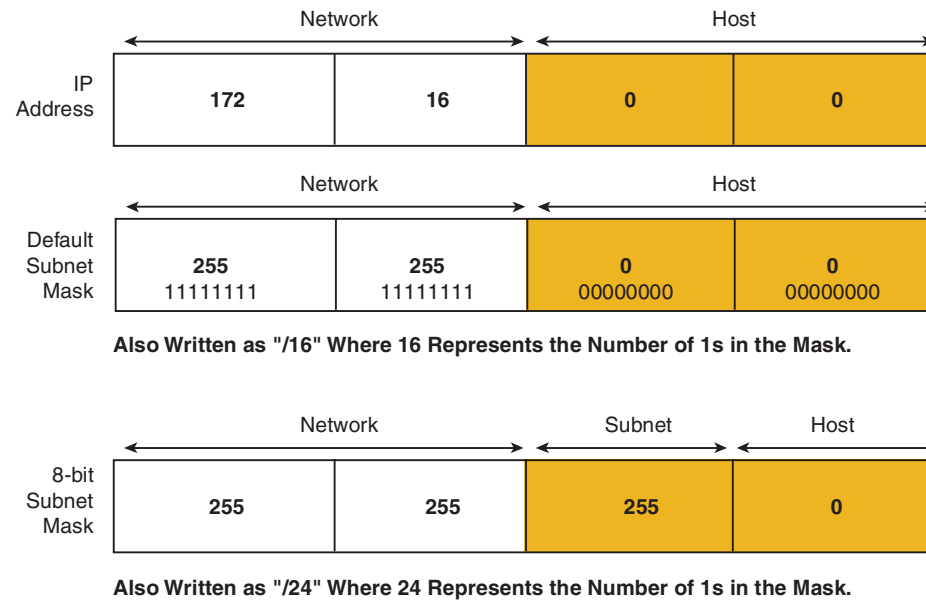 Network Host
IP
Address
172 16 0 0
Network Host
Default
Subnet
Mask
255 255 0 0
11111111 11111111 00000000 00000000
Also Written as "/16" Where 16 Represents the Number of 1s in the Mask.
Network Subnet Host
8-bit
Subnet
Mask
255 255 255 0
Also Written as "/24" Where 24 Represents the Number of 1s in the Mask.